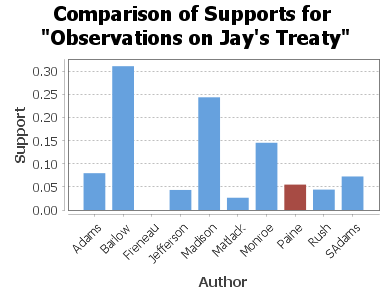 Comparison of Supports for
"Observations on Jay's Treaty"
Support
0.30
0.25
0.20
0.15
0.10
0.05
0.00
Adams
Barlow
Freneau
Jefferson
Madison
Matlack
Monroe
Paine
Rush
SAdams
Author